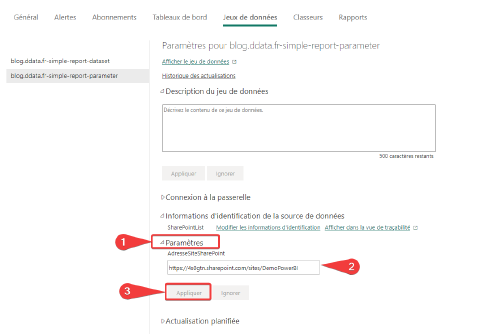 Général Alertes Abonnements Tableaux de bord Jeux de données Classeurs Rapports
Paramètres pour blog.ddata.fr-simple-report-parameter
blog.ddata.fr-simple-report-dataset
Afficher le jeu de données
blog.ddata.fr-simple-report-parameter
Historique des actualisations
Description du jeu de données
Décrivez le contenu de ce jeu de données.
500 caractères restants
Appliquer Ignorer
Connexion à la passerelle
Informations d'identification de la source de données
SharePointList Modifier les informations d'identification Afficher dans la vue de traçabilité
1 Paramètres
AdresseSiteSharePoint
https://4s8gtn.sharepoint.com/sites/DemoPowerBI 2
3 Appliquer Ignorer
Actualisation planifiée